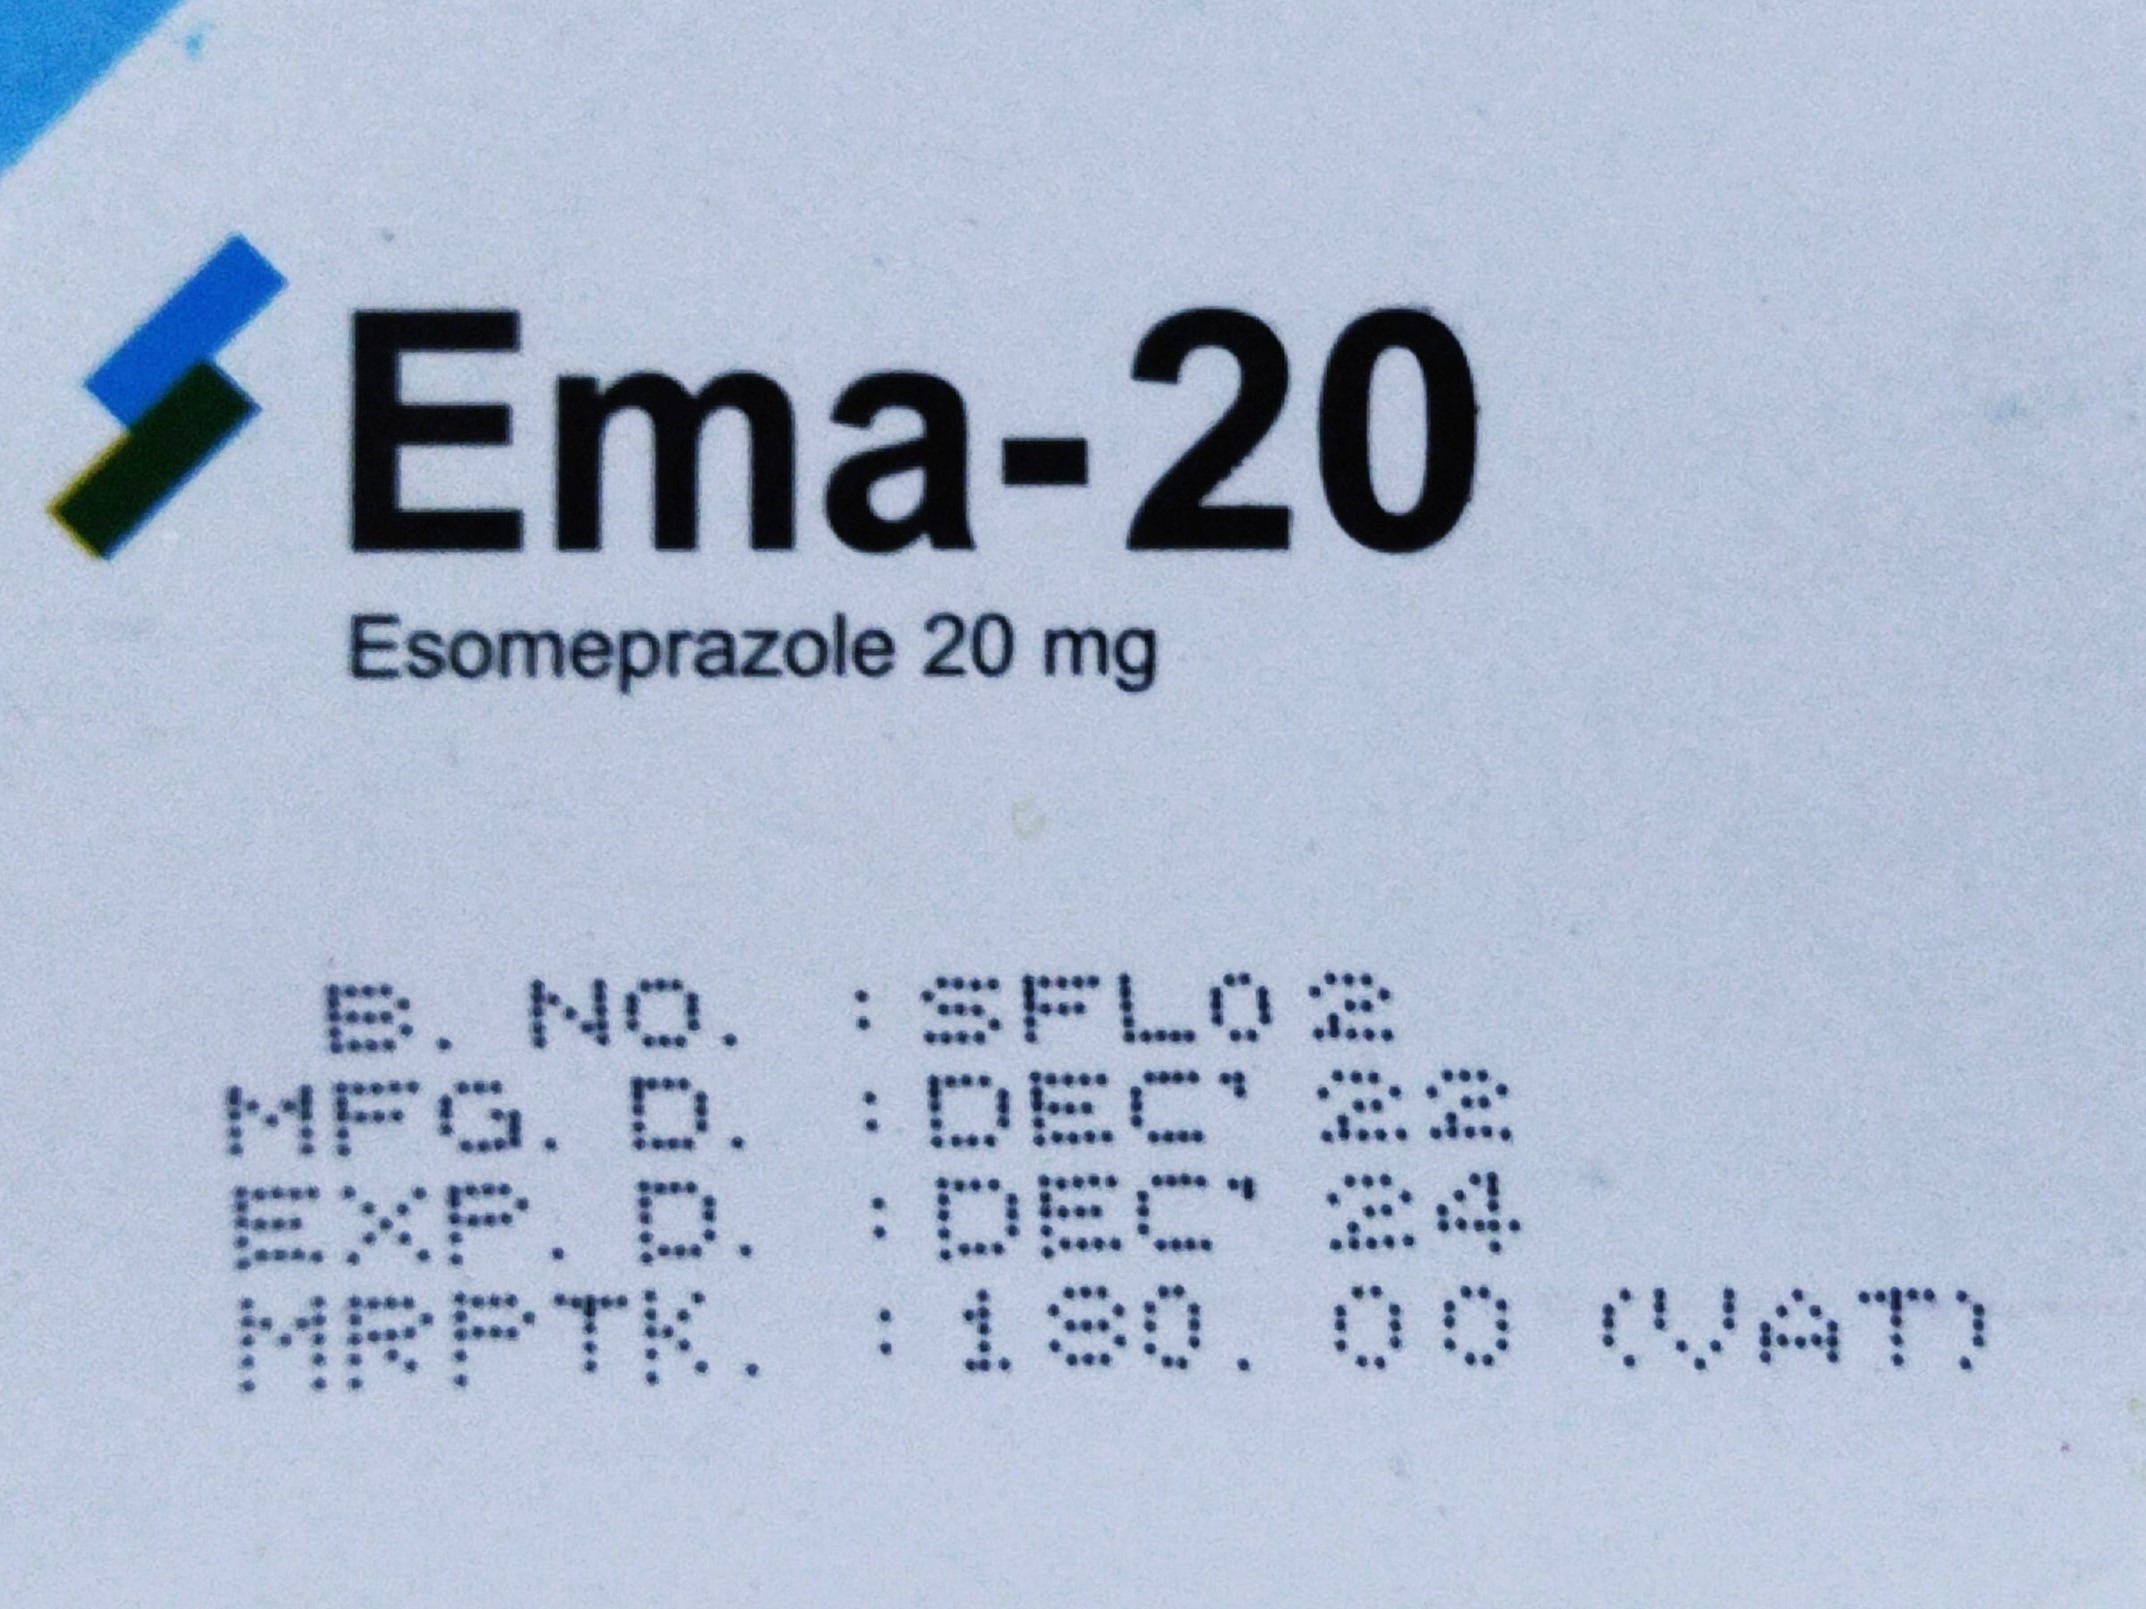 Ema-20
Esomeprazole 20 mg
B. NO. : SFL02
MFG. D. : DEC' 22
EXP. D. : DEC' 24
MRPTK. : 180. 00 (VAT)